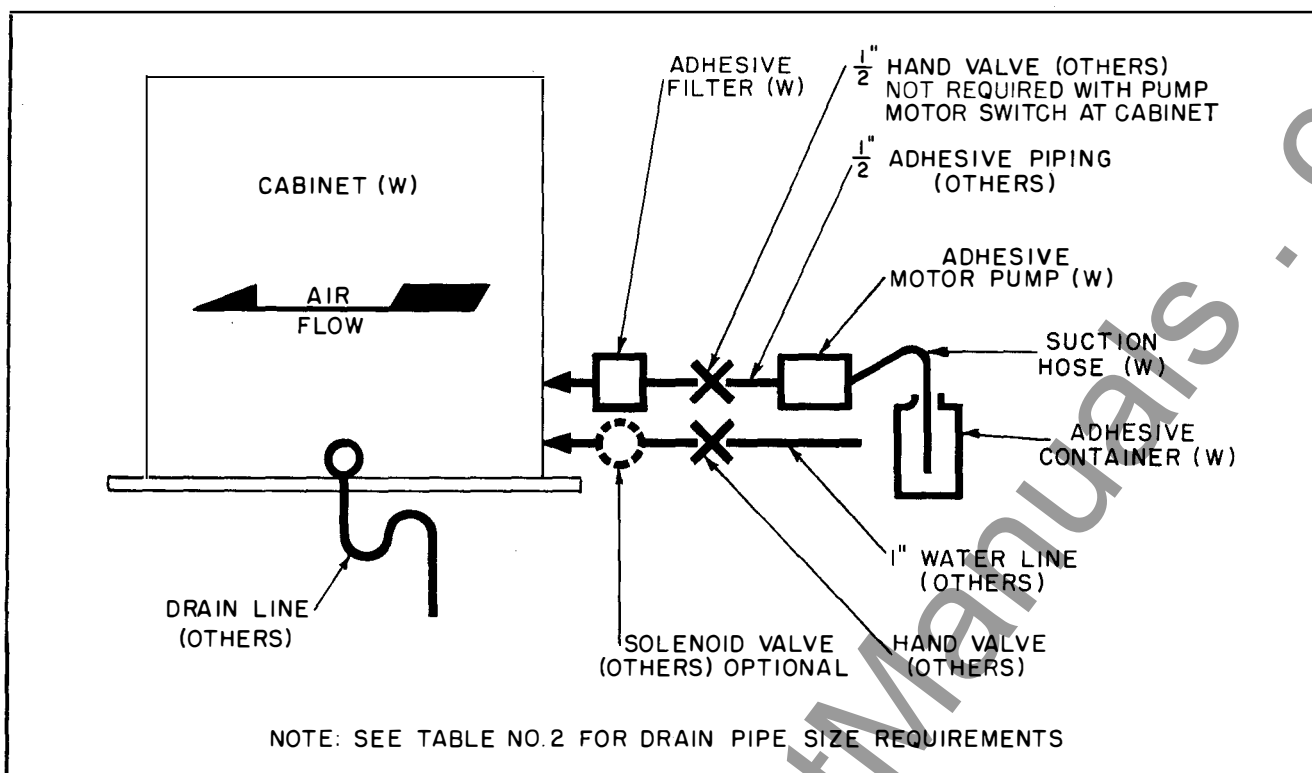 ADHESIVE
FILTER (W)
1/2" HAND VALVE (OTHERS)
NOT REQUIRED WITH PUMP
MOTOR SWITCH AT CABINET
1/2" ADHESIVE PIPING
(OTHERS)
CABINET (W)
ADHESIVE
MOTOR PUMP (W)
AIR
FLOW
SUCTION
HOSE (W)
ADHESIVE
CONTAINER (W)
1" WATER LINE
(OTHERS)
DRAIN LINE
(OTHERS)
SOLENOID VALVE
(OTHERS) OPTIONAL
HAND VALVE
(OTHERS)
NOTE: SEE TABLE NO. 2 FOR DRAIN PIPE SIZE REQUIREMENTS